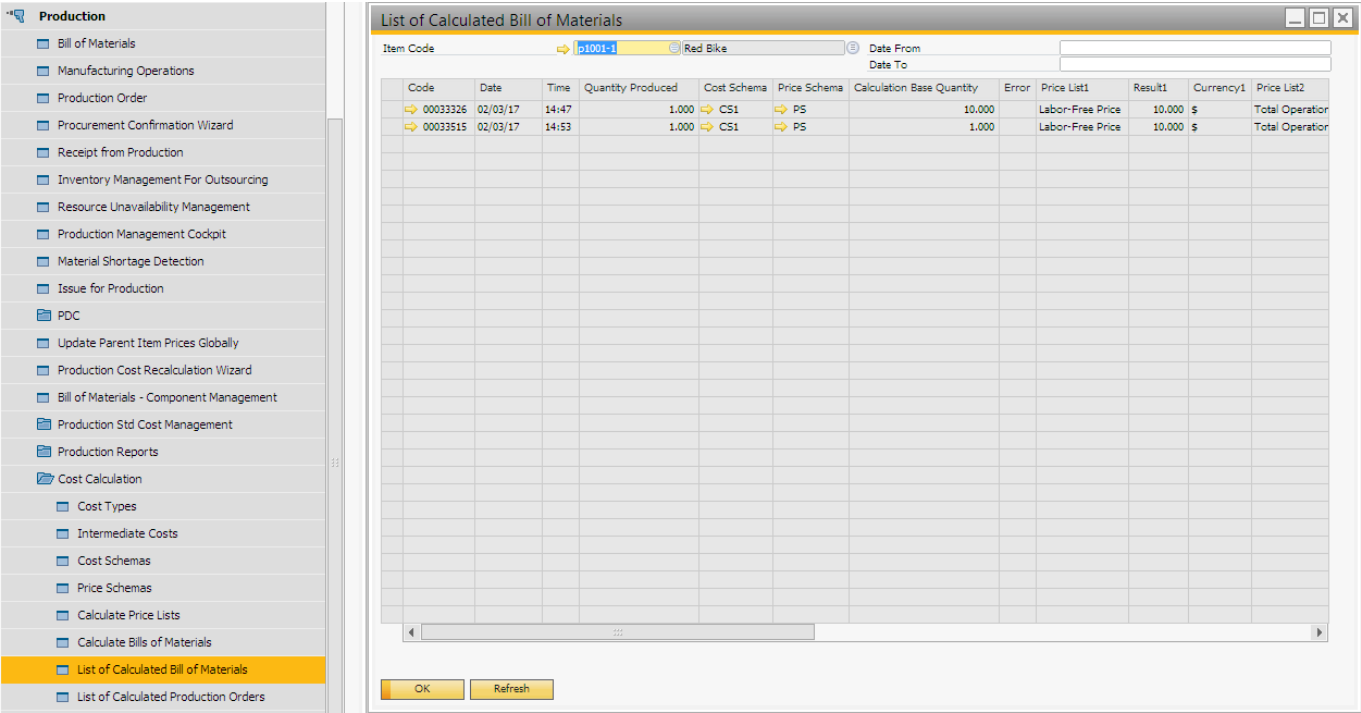 Production
Bill of Materials
Manufacturing Operations
Production Order
Procurement Confirmation Wizard
Receipt from Production
Inventory Management For Outsourcing
Resource Unavailability Management
Production Management Cockpit
Material Shortage Detection
Issue for Production
PDC
Update Parent Item Prices Globally
Production Cost Recalculation Wizard
Bill of Materials - Component Management
Production Std Cost Management
Production Reports
Cost Calculation
Cost Types
Intermediate Costs
Cost Schemas
Price Schemas
Calculate Price Lists
Calculate Bills of Materials
List of Calculated Bill of Materials
List of Calculated Production Orders
List of Calculated Bill of Materials
Item Code p1001-1 Red Bike Date From
Date To
Code Date Time Quantity Produced Cost Schema Price Schema Calculation Base Quantity Error Price List1 Result1 Currency1 Price List2
00033326 02/03/17 14:47 1.000 CS1 PS 10.000 Labor-Free Price 10.000 $ Total Operation
00033515 02/03/17 14:53 1.000 CS1 PS 1.000 Labor-Free Price 10.000 $ Total Operation
OK Refresh